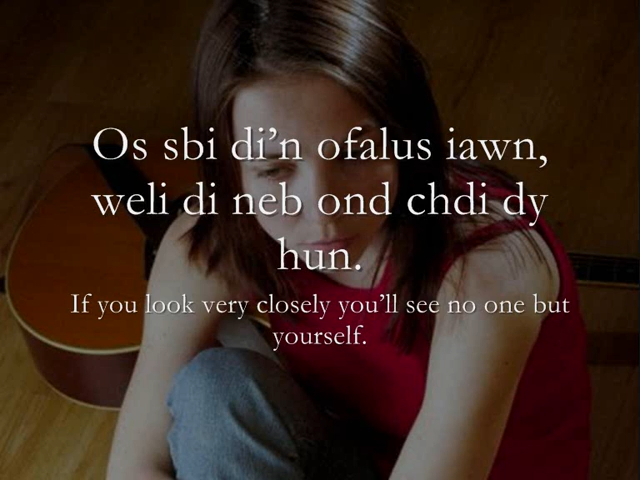 Os sbi di’n ofalus iawn,
weli di neb ond chdi dy
hun.
If you look very closely you’ll see no one but
yourself.